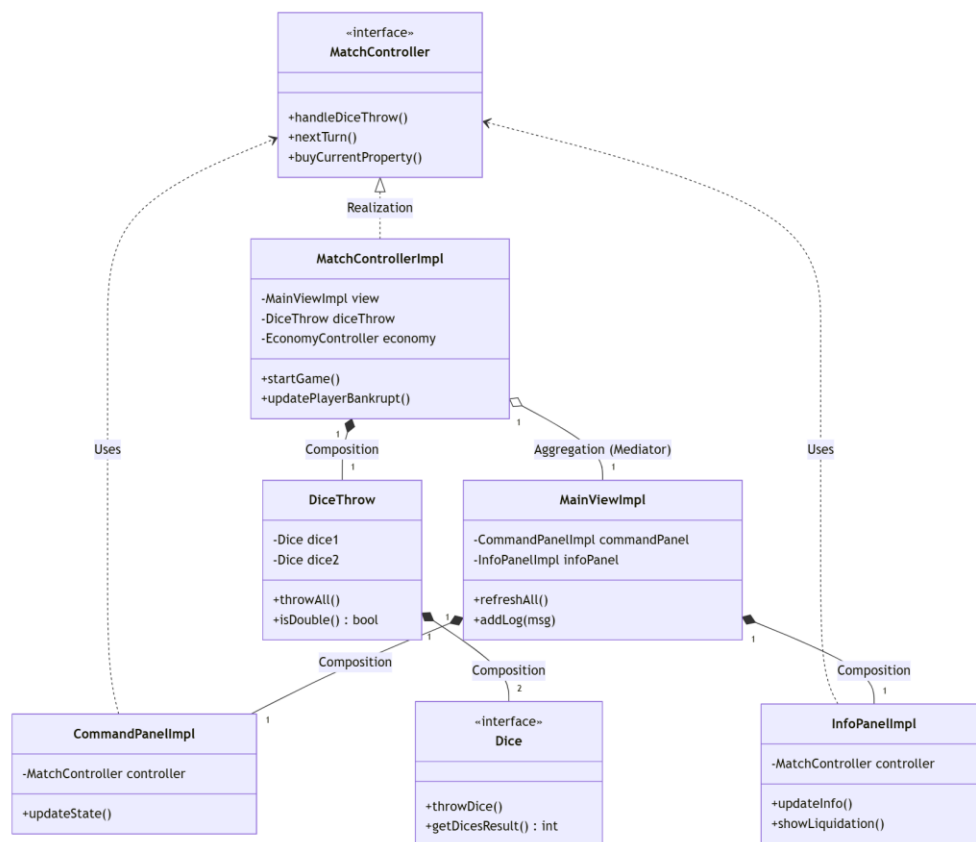 «interface»
MatchController
+handleDiceThrow()
+nextTurn()
+buyCurrentProperty()
Realization
MatchControllerImpl
-MainViewImpl view
-DiceThrow diceThrow
-EconomyController economy
+startGame()
+updatePlayerBankrupt()
1
1
Uses
Composition
Aggregation (Mediator)
Uses
1
1
DiceThrow
-Dice dice1
-Dice dice2
+throwAll()
+isDouble() : bool
MainViewImpl
-CommandPanelImpl commandPanel
-InfoPanelImpl infoPanel
+refreshAll()
+addLog(msg)
1
1
1
Composition
Composition
Composition
1
2
1
CommandPanelImpl
-MatchController controller
+updateState()
«interface»
Dice
+throwDice()
+getDicesResult() : int
InfoPanelImpl
-MatchController controller
+updateInfo()
+showLiquidation()